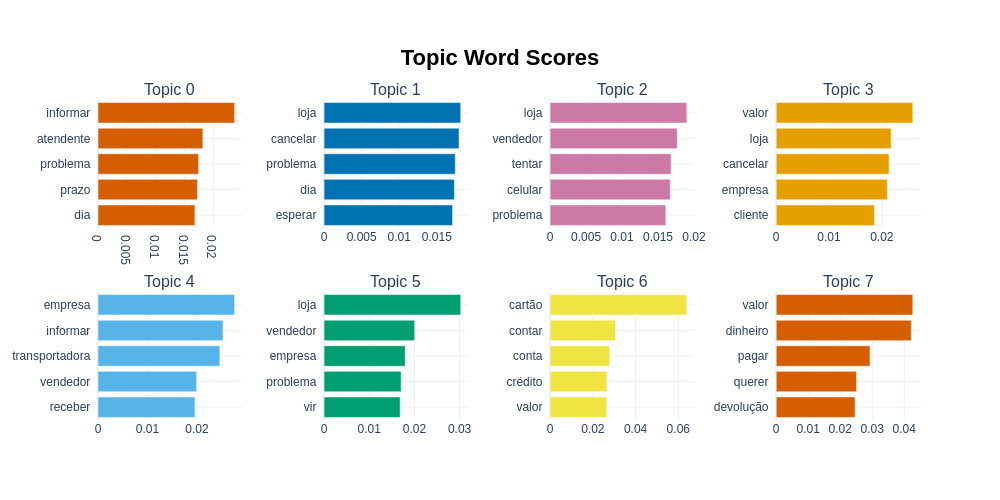 Topic Word Scores
Topic 0
informar
atendente
problema
prazo
dia
0
0.005
0.01
0.015
0.02
Topic 1
loja
cancelar
problema
dia
esperar
0 0.005 0.01 0.015
Topic 2
loja
vendedor
tentar
celular
problema
0 0.005 0.01 0.015 0.02
Topic 3
valor
loja
cancelar
empresa
cliente
0 0.01 0.02
Topic 4
empresa
informar
transportadora
vendedor
receber
0 0.01 0.02
Topic 5
loja
vendedor
empresa
problema
vir
0 0.01 0.02 0.03
Topic 6
cartão
contar
conta
crédito
valor
0 0.02 0.04 0.06
Topic 7
valor
dinheiro
pagar
querer
devolução
0 0.01 0.02 0.03 0.04